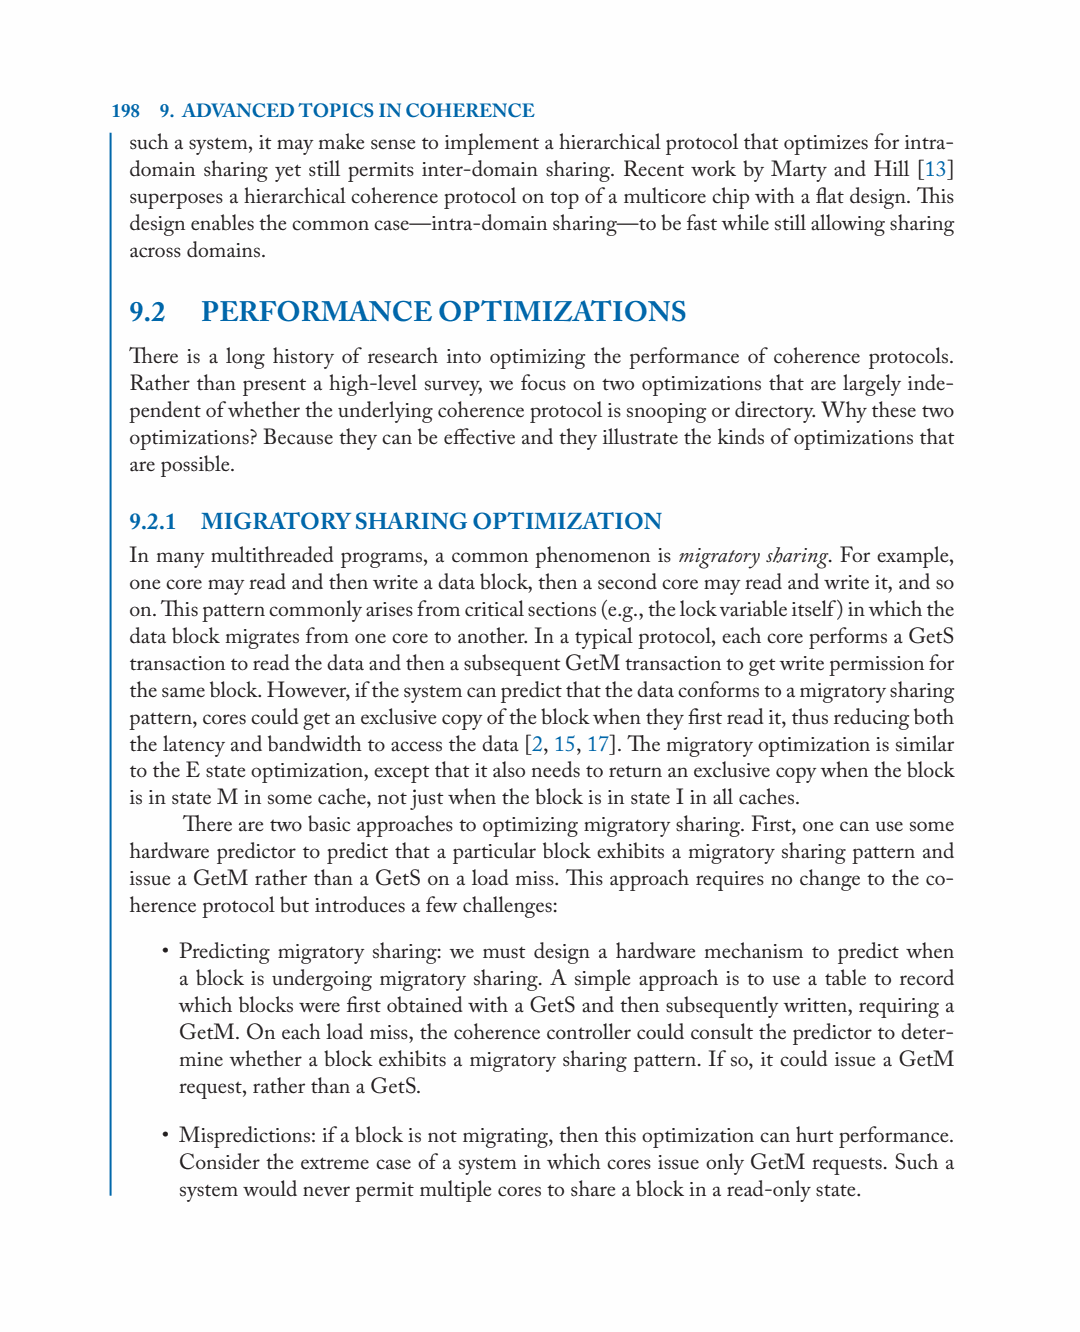 198 9. ADVANCED TOPICS IN COHERENCE
such a system, it may make sense to implement a hierarchical protocol that optimizes for intra-
domain sharing yet still permits inter-domain sharing. Recent work by Marty and Hill [13]
superposes a hierarchical coherence protocol on top of a multicore chip with a flat design. This
design enables the common case—intra-domain sharing—to be fast while still allowing sharing
across domains.
9.2 PERFORMANCE OPTIMIZATIONS
There is a long history of research into optimizing the performance of coherence protocols.
Rather than present a high-level survey, we focus on two optimizations that are largely inde-
pendent of whether the underlying coherence protocol is snooping or directory. Why these two
optimizations? Because they can be effective and they illustrate the kinds of optimizations that
are possible.
9.2.1 MIGRATORY SHARING OPTIMIZATION
In many multithreaded programs, a common phenomenon is migratory sharing. For example,
one core may read and then write a data block, then a second core may read and write it, and so
on. This pattern commonly arises from critical sections (e.g., the lock variable itself) in which the
data block migrates from one core to another. In a typical protocol, each core performs a GetS
transaction to read the data and then a subsequent GetM transaction to get write permission for
the same block. However, if the system can predict that the data conforms to a migratory sharing
pattern, cores could get an exclusive copy of the block when they first read it, thus reducing both
the latency and bandwidth to access the data [2, 15, 17]. The migratory optimization is similar
to the E state optimization, except that it also needs to return an exclusive copy when the block
is in state M in some cache, not just when the block is in state I in all caches.
There are two basic approaches to optimizing migratory sharing. First, one can use some
hardware predictor to predict that a particular block exhibits a migratory sharing pattern and
issue a GetM rather than a GetS on a load miss. This approach requires no change to the co-
herence protocol but introduces a few challenges:
• Predicting migratory sharing: we must design a hardware mechanism to predict when
a block is undergoing migratory sharing. A simple approach is to use a table to record
which blocks were first obtained with a GetS and then subsequently written, requiring a
GetM. On each load miss, the coherence controller could consult the predictor to deter-
mine whether a block exhibits a migratory sharing pattern. If so, it could issue a GetM
request, rather than a GetS.
• Mispredictions: if a block is not migrating, then this optimization can hurt performance.
Consider the extreme case of a system in which cores issue only GetM requests. Such a
system would never permit multiple cores to share a block in a read-only state.